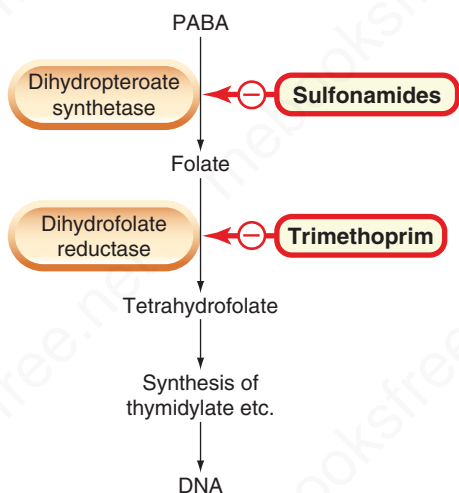 PABA
Dihydropteroate
synthetase
Sulfonamides
Folate
Dihydrofolate
reductase
Trimethoprim
Tetrahydrofolate
Synthesis of
thymidylate etc.
DNA